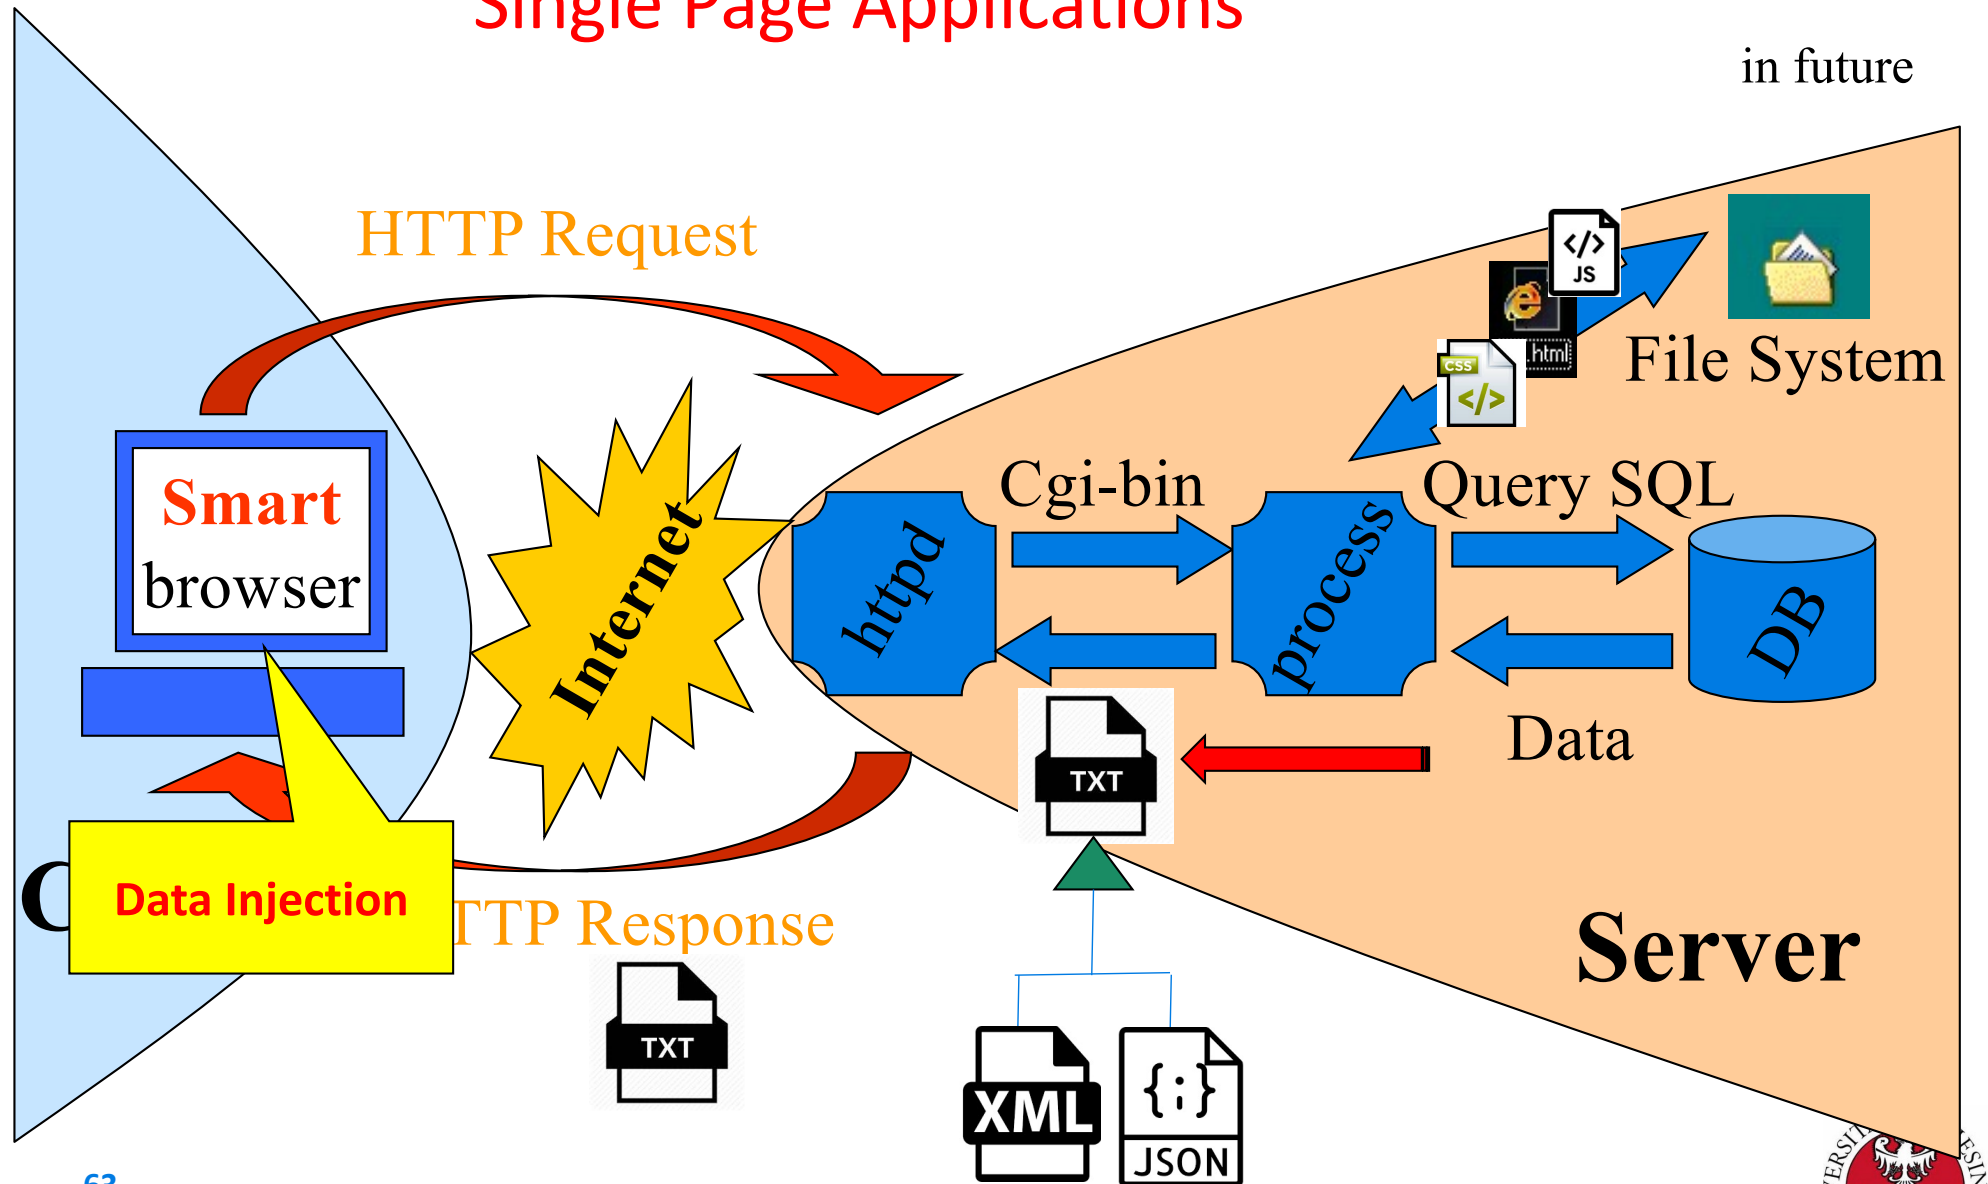 Single Page Applications
in future
HTTP Request
</>
JS
.html
CSS
</>
File System
Smart
browser
Internet
Cgi-bin
Query SQL
httpd
process
DB
Data
TXT
C
Data Injection
TTP Response
Server
TXT
XML
{;}
JSON
63